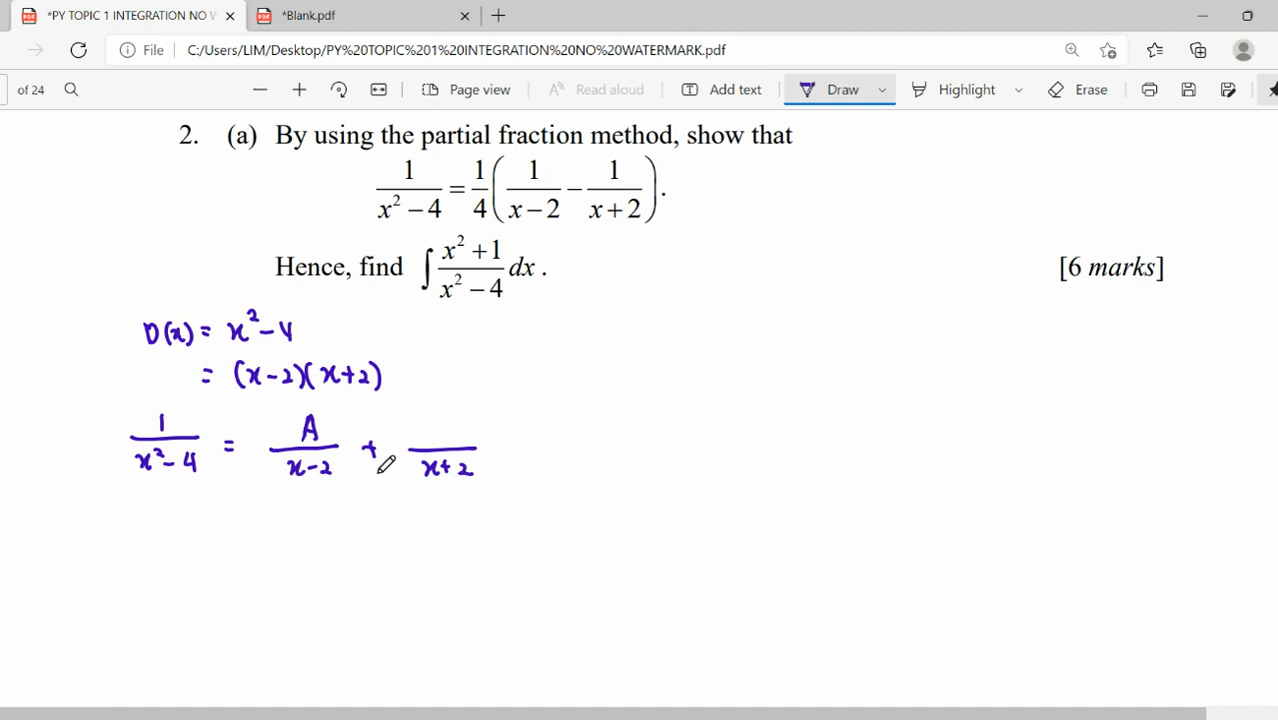 *PY TOPIC 1 INTEGRATION NO W
*Blank.pdf
File C:/Users/LIM/Desktop/PY%20TOPIC%201%20INTEGRATION%20NO%20WATERMARK.pdf
of 24 Page view Read aloud Add text Draw Highlight Erase
2. (a) By using the partial fraction method, show that
1/(x² − 4) = 1/4 (1/(x − 2) − 1/(x + 2)).
Hence, find ∫ (x² + 1)/(x² − 4) dx . [6 marks]
D(x) = x² − 4
= (x − 2)(x + 2)
1/(x² − 4) = A/(x − 2) + /(x + 2)